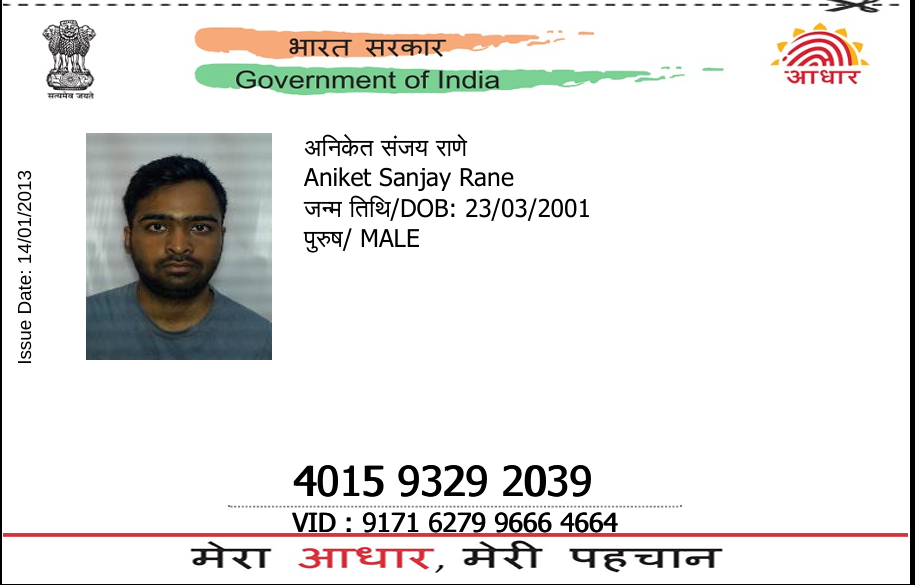 सत्यमेव जयते
भारत सरकार
Government of India
आधार
Issue Date: 14/01/2013
अनिकेत संजय राणे
Aniket Sanjay Rane
जन्म तिथि/DOB: 23/03/2001
पुरुष/ MALE
4015 9329 2039
VID : 9171 6279 9666 4664
मेरा आधार, मेरी पहचान